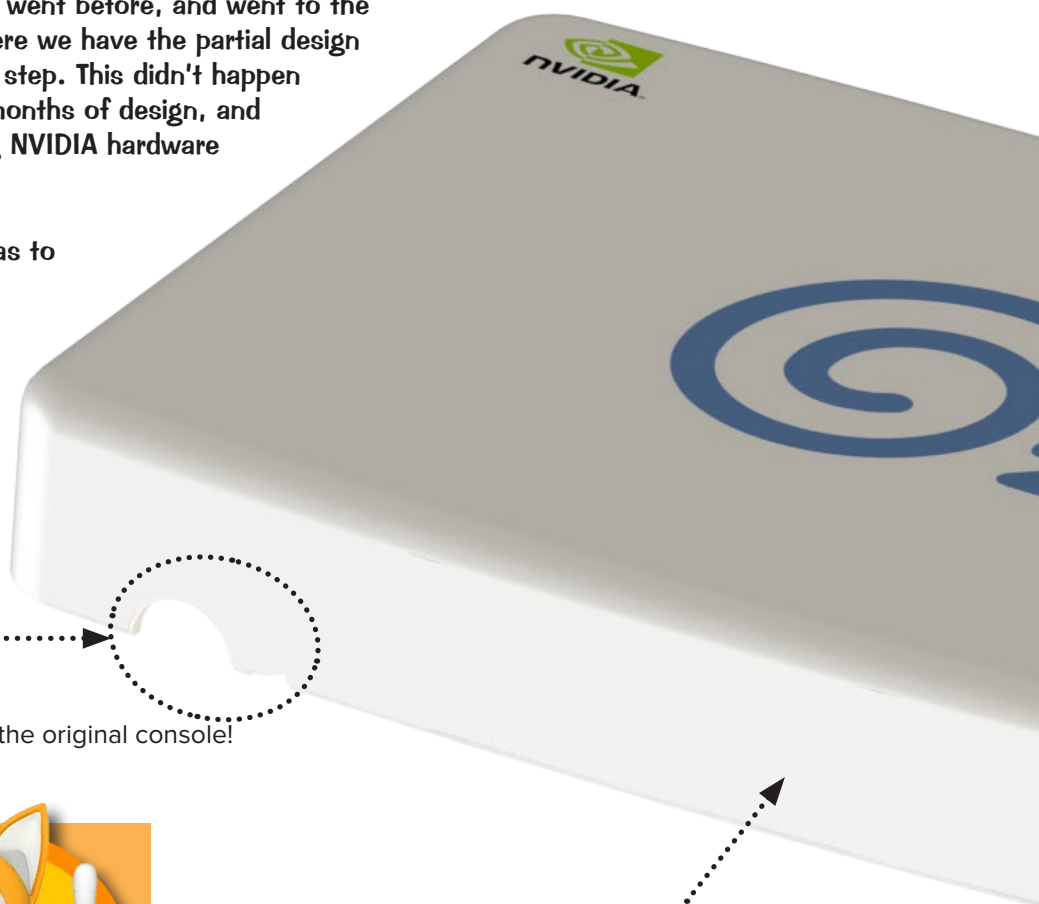 went before, and went to the
ere we have the partial design
step. This didn't happen
months of design, and
NVIDIA hardware
as to
nVIDIA
the original console!